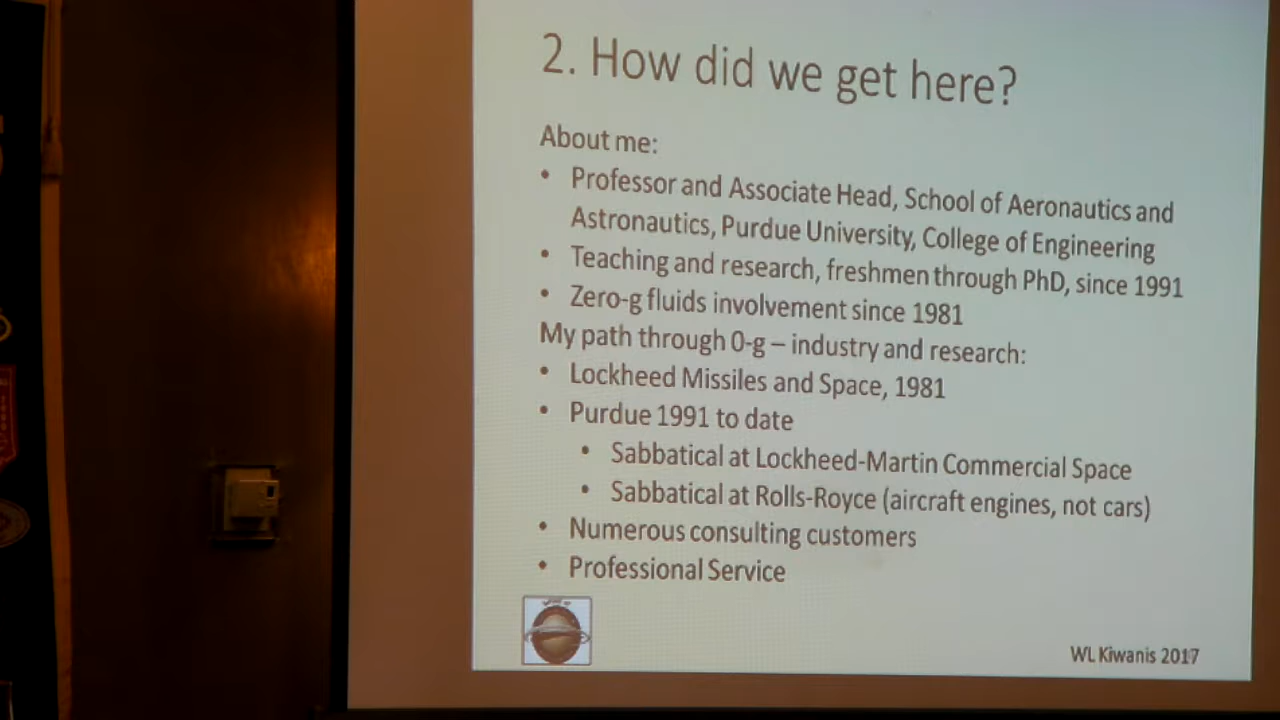 2. How did we get here?
About me:
• Professor and Associate Head, School of Aeronautics and
Astronautics, Purdue University, College of Engineering
• Teaching and research, freshmen through PhD, since 1991
• Zero-g fluids involvement since 1981
My path through 0-g – industry and research:
• Lockheed Missiles and Space, 1981
• Purdue 1991 to date
• Sabbatical at Lockheed-Martin Commercial Space
• Sabbatical at Rolls-Royce (aircraft engines, not cars)
• Numerous consulting customers
• Professional Service
WL Kiwanis 2017